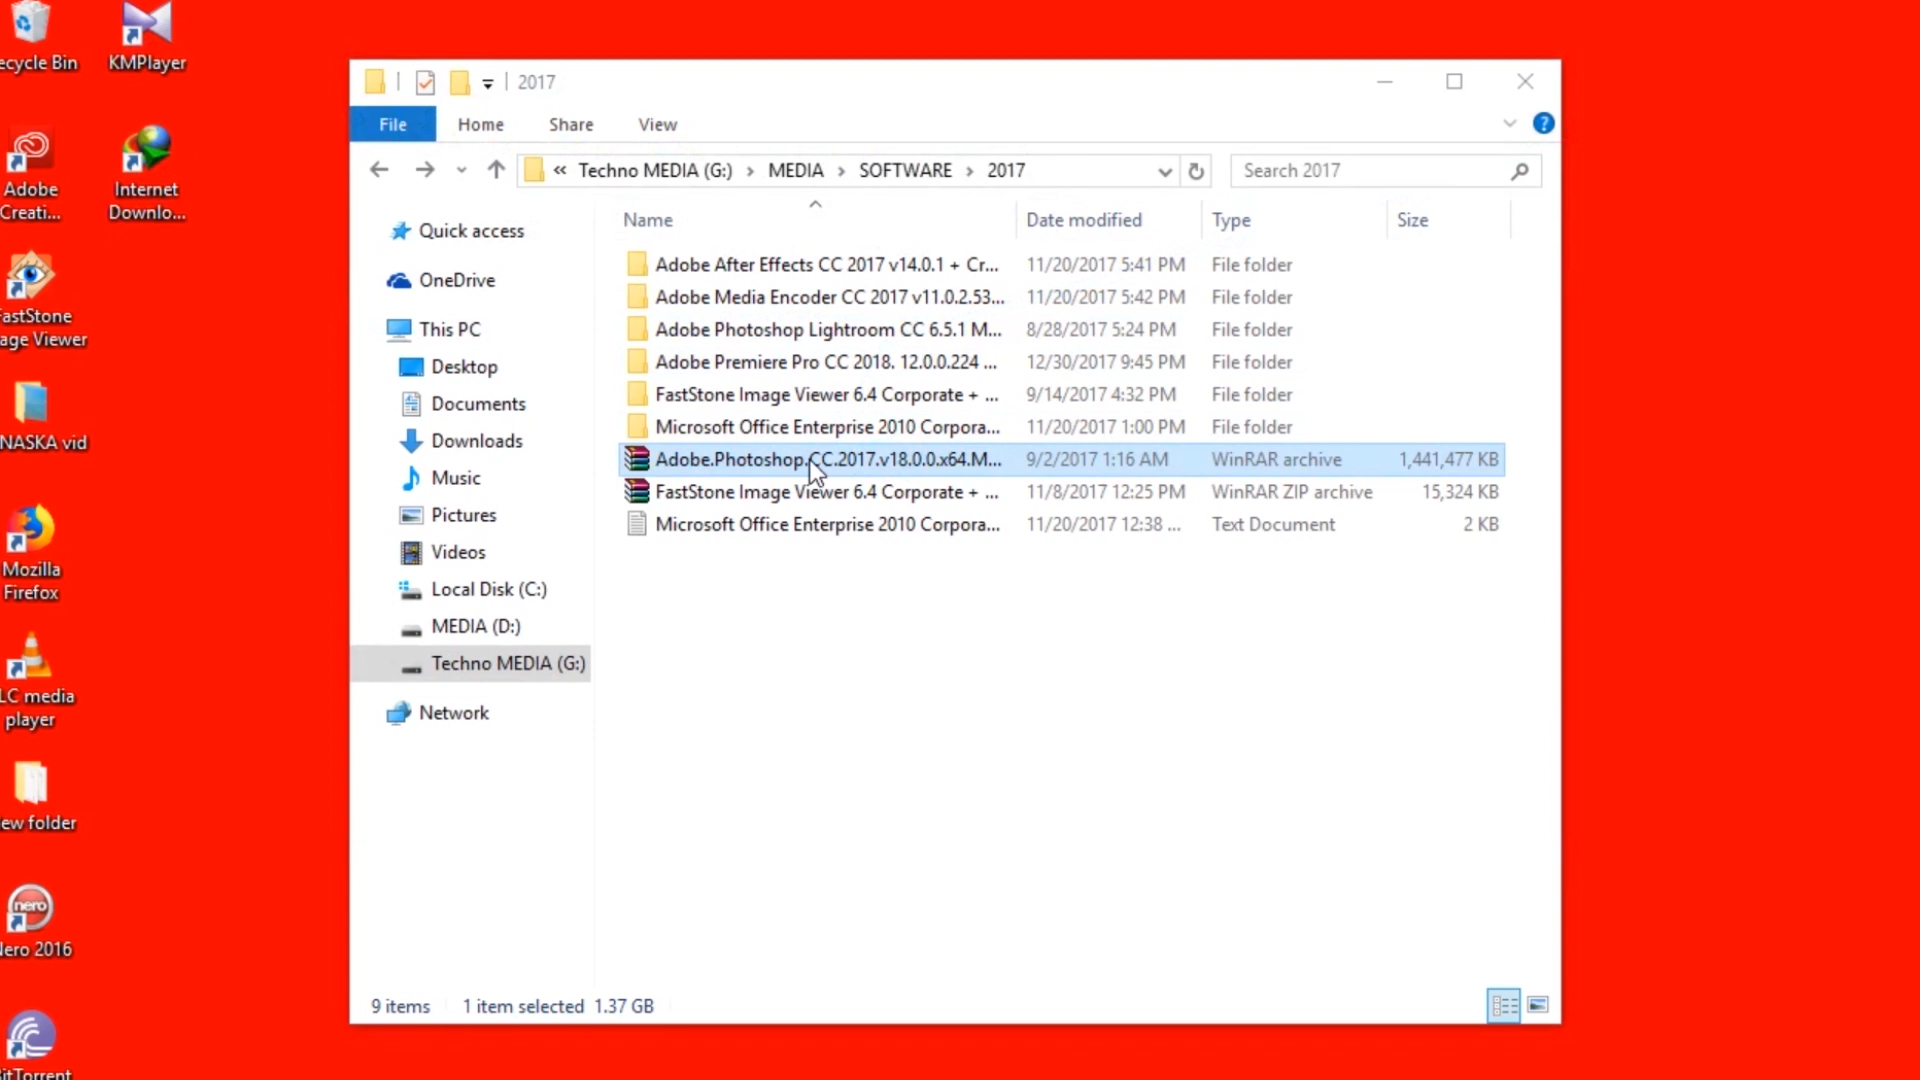 ecycle Bin
KMPlayer
Adobe
Creati...
Internet
Downlo...
FastStone
age Viewer
NASKA vid
Mozilla
Firefox
LC media
player
ew folder
nero
Nero 2016
BitTorrent
2017
File Home Share View
?
« Techno MEDIA (G:) > MEDIA > SOFTWARE > 2017
Search 2017
Quick access
OneDrive
This PC
Desktop
Documents
Downloads
Music
Pictures
Videos
Local Disk (C:)
MEDIA (D:)
Techno MEDIA (G:)
Network
Name Date modified Type Size
Adobe After Effects CC 2017 v14.0.1 + Cr... 11/20/2017 5:41 PM File folder
Adobe Media Encoder CC 2017 v11.0.2.53... 11/20/2017 5:42 PM File folder
Adobe Photoshop Lightroom CC 6.5.1 M... 8/28/2017 5:24 PM File folder
Adobe Premiere Pro CC 2018. 12.0.0.224 ... 12/30/2017 9:45 PM File folder
FastStone Image Viewer 6.4 Corporate + ... 9/14/2017 4:32 PM File folder
Microsoft Office Enterprise 2010 Corpora... 11/20/2017 1:00 PM File folder
Adobe.Photoshop.CC.2017.v18.0.0.x64.M... 9/2/2017 1:16 AM WinRAR archive 1,441,477 KB
FastStone Image Viewer 6.4 Corporate + ... 11/8/2017 12:25 PM WinRAR ZIP archive 15,324 KB
Microsoft Office Enterprise 2010 Corpora... 11/20/2017 12:38 ... Text Document 2 KB
9 items 1 item selected 1.37 GB